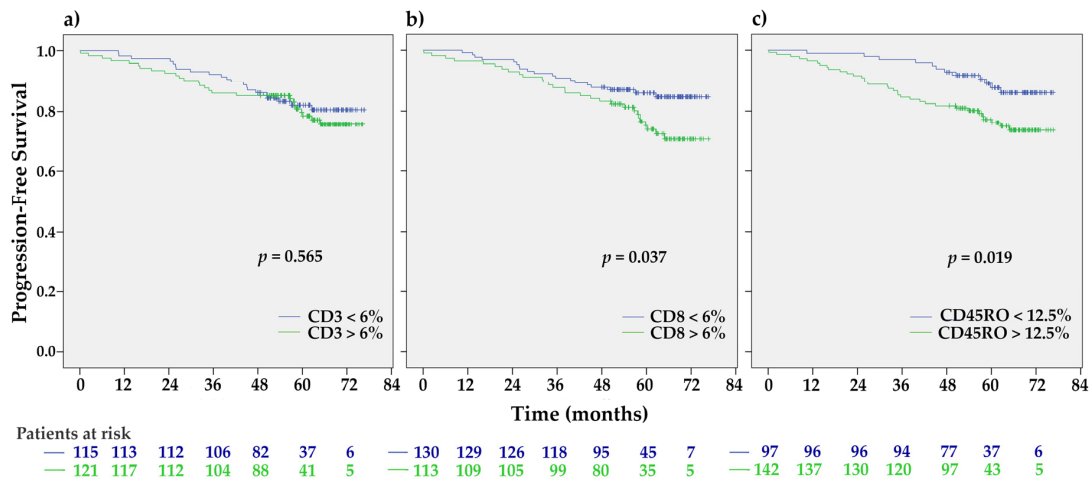 a)
b)
c)
Progression-Free Survival
1.0
0.8
0.6
0.4
0.2
0.0
p = 0.565
CD3 < 6%
CD3 > 6%
p = 0.037
CD8 < 6%
CD8 > 6%
p = 0.019
CD45RO < 12.5%
CD45RO > 12.5%
0 12 24 36 48 60 72 84
0 12 24 36 48 60 72 84
0 12 24 36 48 60 72 84
Time (months)
Patients at risk
115 113 112 106 82 37 6 130 129 126 118 95 45 7 97 96 96 94 77 37 6
121 117 112 104 88 41 5 113 109 105 99 80 35 5 142 137 130 120 97 43 5